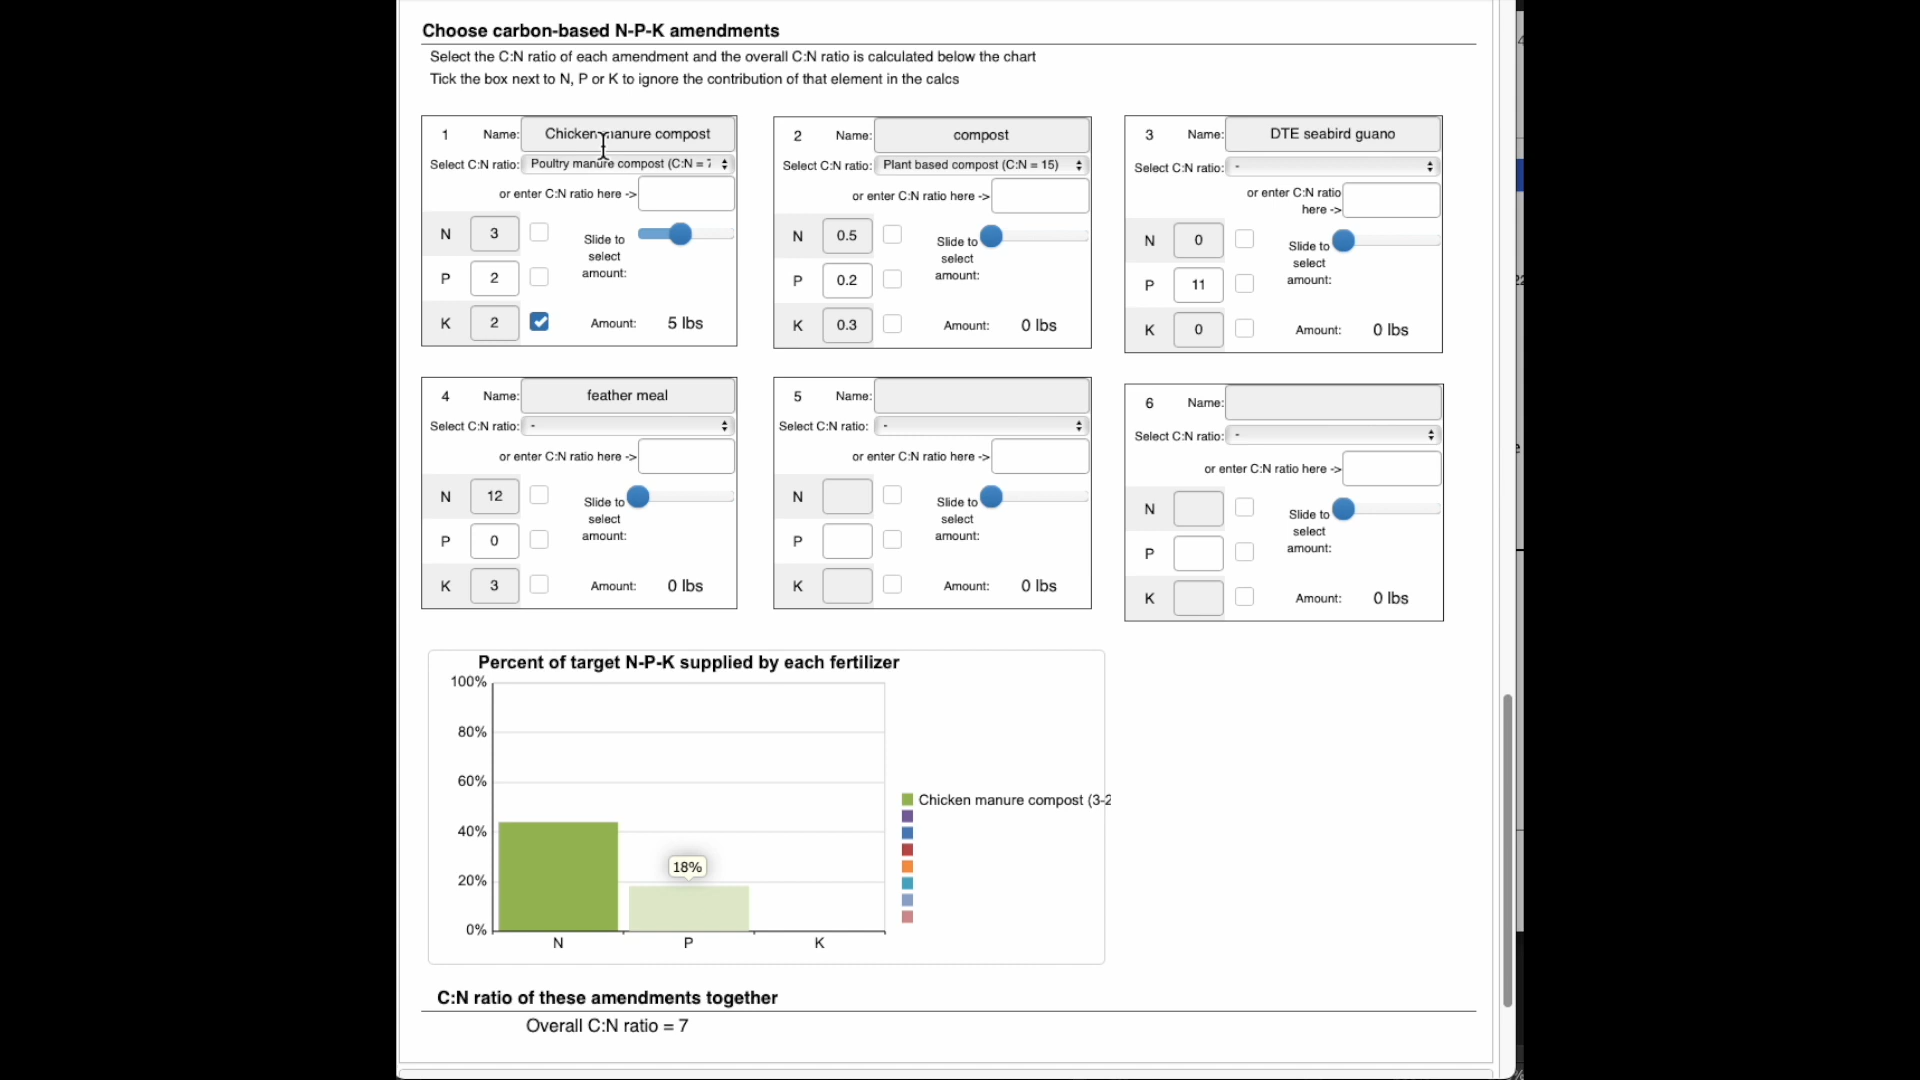 Choose carbon-based N-P-K amendments
Select the C:N ratio of each amendment and the overall C:N ratio is calculated below the chart
Tick the box next to N, P or K to ignore the contribution of that element in the calcs
1 Name: Chicken manure compost
Select C:N ratio: Poultry manure compost (C:N = 7
or enter C:N ratio here ->
N 3
Slide to
select
amount:
P 2
K 2 Amount: 5 lbs
2 Name: compost
Select C:N ratio: Plant based compost (C:N = 15)
or enter C:N ratio here ->
N 0.5
Slide to
select
amount:
P 0.2
K 0.3 Amount: 0 lbs
3 Name: DTE seabird guano
Select C:N ratio: -
or enter C:N ratio
here ->
N 0
Slide to
select
amount:
P 11
K 0 Amount: 0 lbs
4 Name: feather meal
Select C:N ratio: -
or enter C:N ratio here ->
N 12
Slide to
select
amount:
P 0
K 3 Amount: 0 lbs
5 Name:
Select C:N ratio: -
or enter C:N ratio here ->
N
Slide to
select
amount:
P
K Amount: 0 lbs
6 Name:
Select C:N ratio: -
or enter C:N ratio here ->
N
Slide to
select
amount:
P
K Amount: 0 lbs
Percent of target N-P-K supplied by each fertilizer
100%
80%
60%
40%
20%
0%
18%
N P K
Chicken manure compost (3-2
C:N ratio of these amendments together
Overall C:N ratio = 7